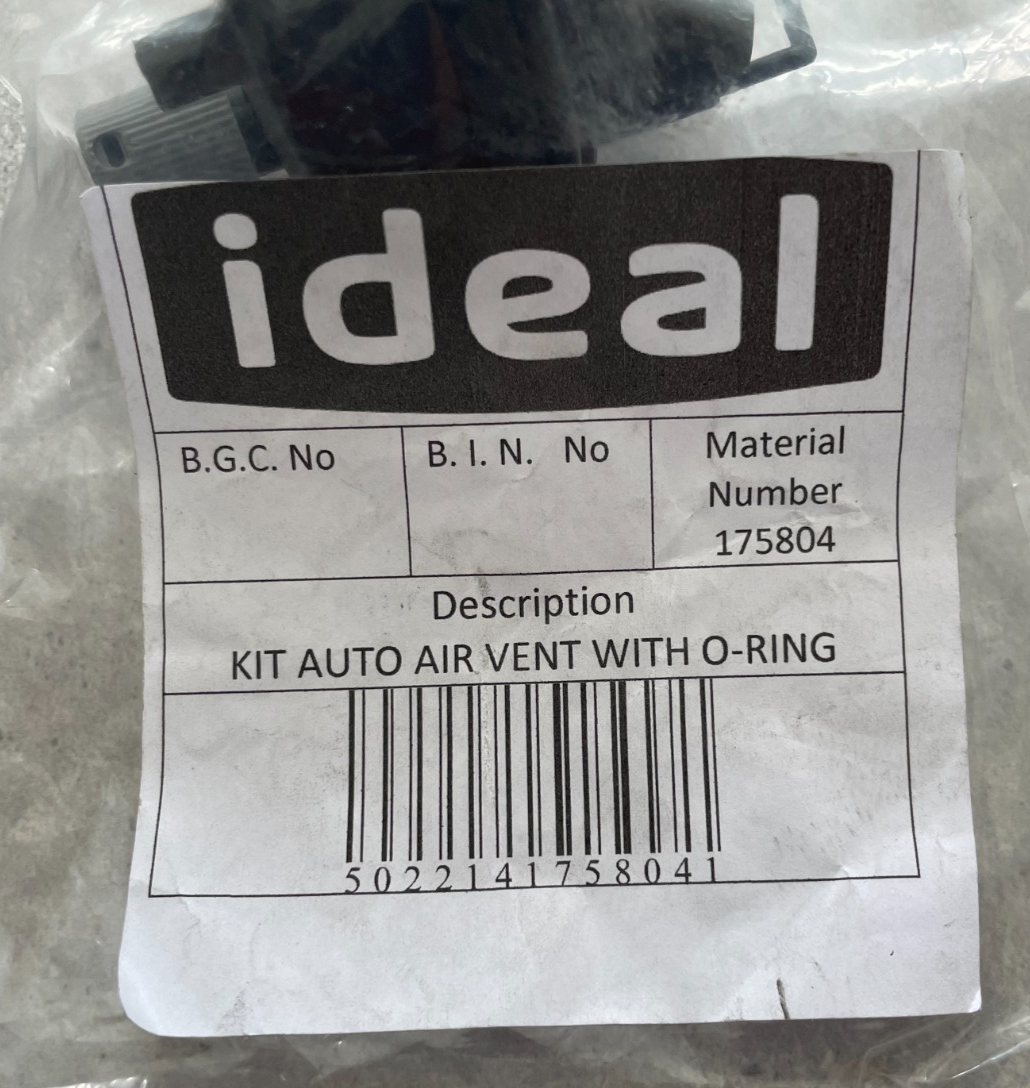 ideal
B.G.C. No
B. I. N. No
Material
Number
175804
Description
KIT AUTO AIR VENT WITH O-RING
5022141758041